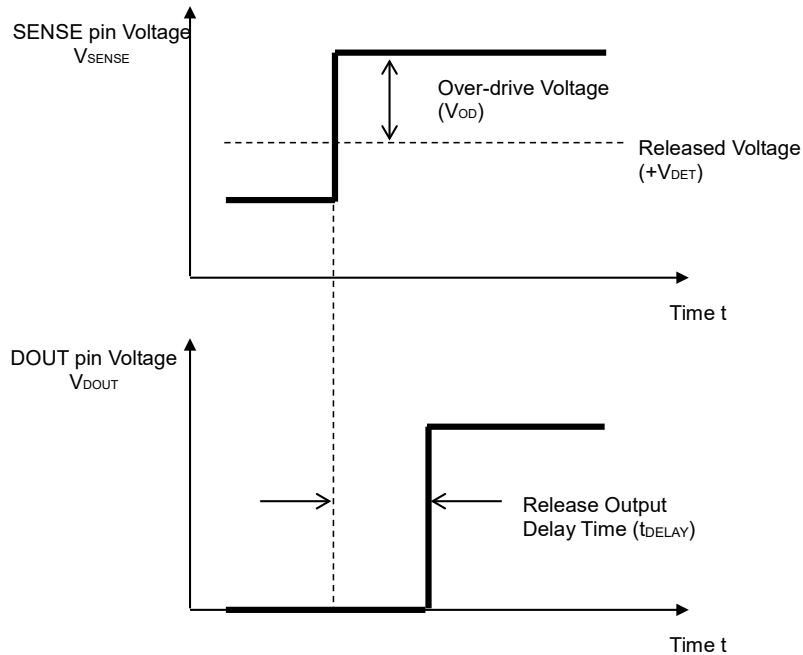 SENSE pin Voltage
VSENSE
Over-drive Voltage
(VOD)
Released Voltage
(+VDET)
Time t
DOUT pin Voltage
VDOUT
Release Output
Delay Time (tDELAY)
Time t